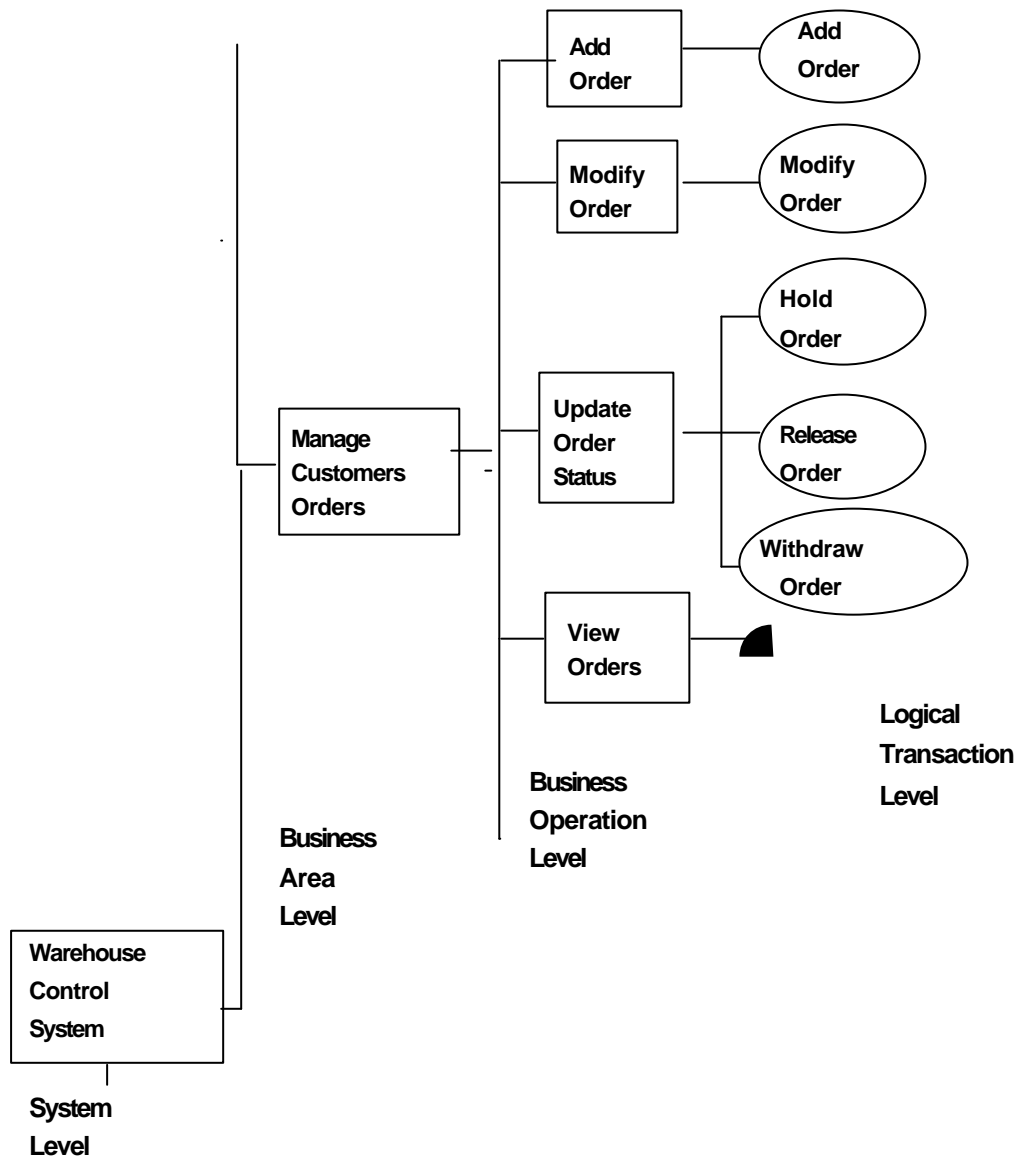 Add
Order
Add
Order
Modify
Order
Modify
Order
Hold
Order
Manage
Customers
Orders
Update
Order
Status
Release
Order
Withdraw
Order
View
Orders
Logical
Transaction
Level
Business
Operation
Level
Business
Area
Level
Warehouse
Control
System
System
Level